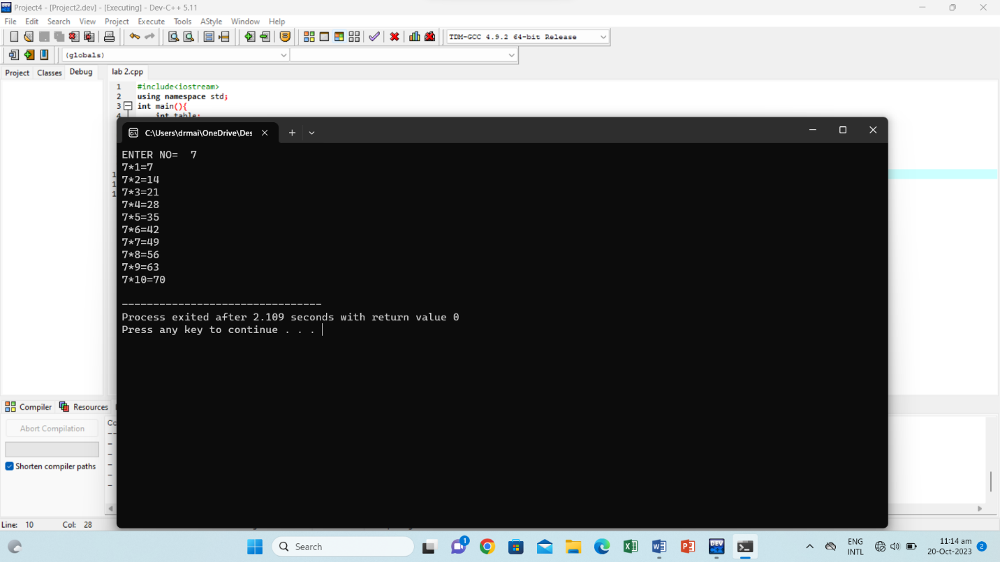 Project4 - [Project2.dev] - [Executing] - Dev-C++ 5.11
File Edit Search View Project Execute Tools AStyle Window Help
TDM-GCC 4.9.2 64-bit Release
(globals)
Project Classes Debug lab 2.cpp
1 #include<iostream>
2 using namespace std;
3 int main(){
4 int table;
C:\Users\drmai\OneDrive\Des
ENTER NO=  7
7*1=7
7*2=14
7*3=21
7*4=28
7*5=35
7*6=42
7*7=49
7*8=56
7*9=63
7*10=70
--------------------------------
Process exited after 2.109 seconds with return value 0
Press any key to continue . . .
Compiler Resources
Abort Compilation
Shorten compiler paths
Line: 10 Col: 28
Search
1
DEV
ENG
INTL
11:14 am
20-Oct-2023
2